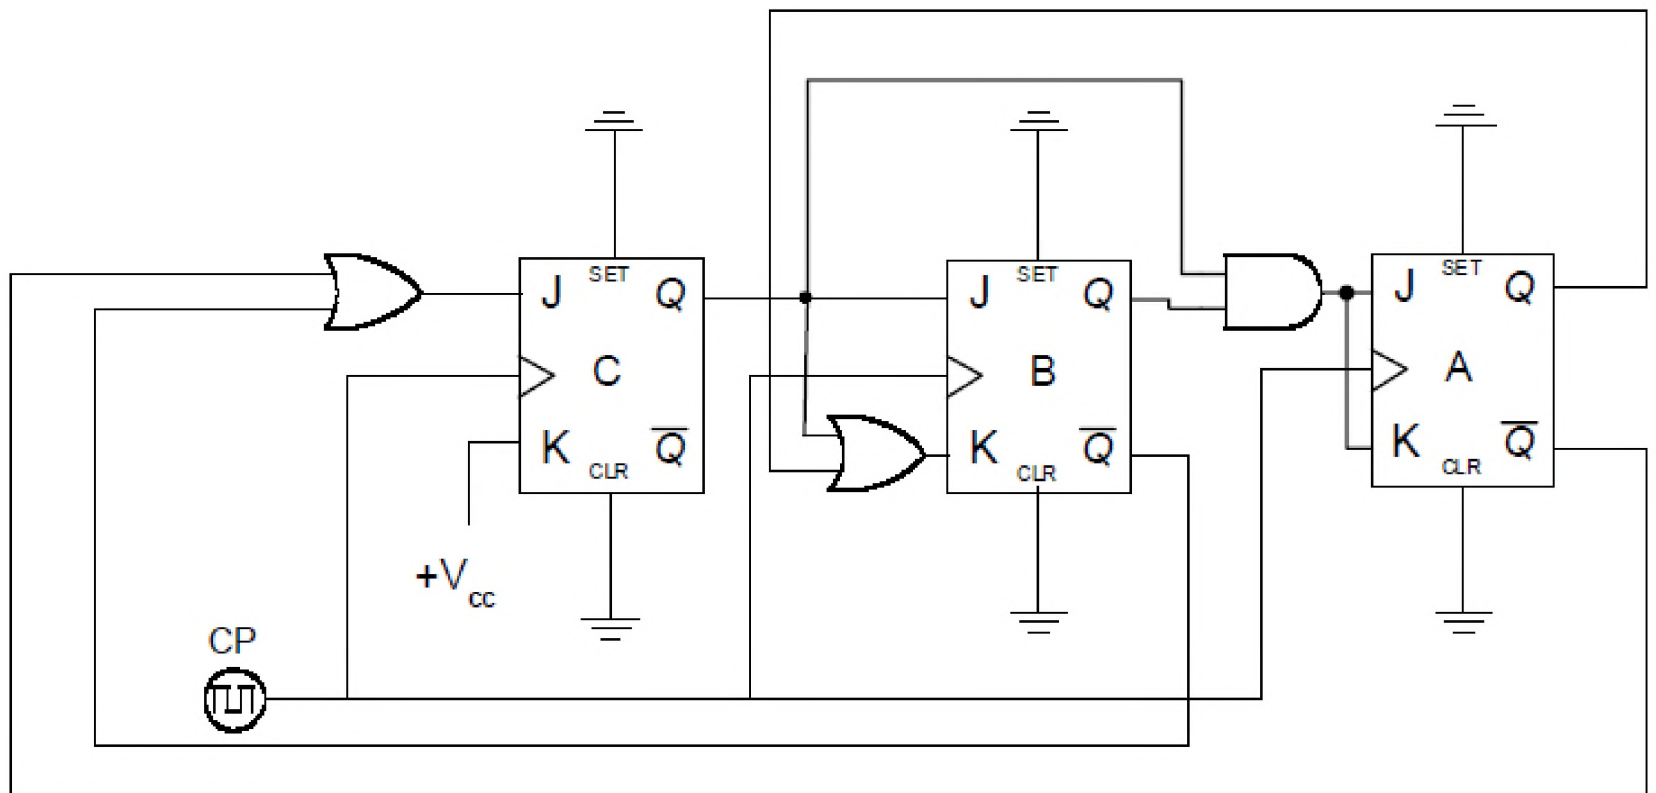 SET
SET
SET
J
Q
J
Q
J
Q
C
B
A
K
Q̅
K
Q̅
K
Q̅
CLR
CLR
CLR
+Vcc
CP